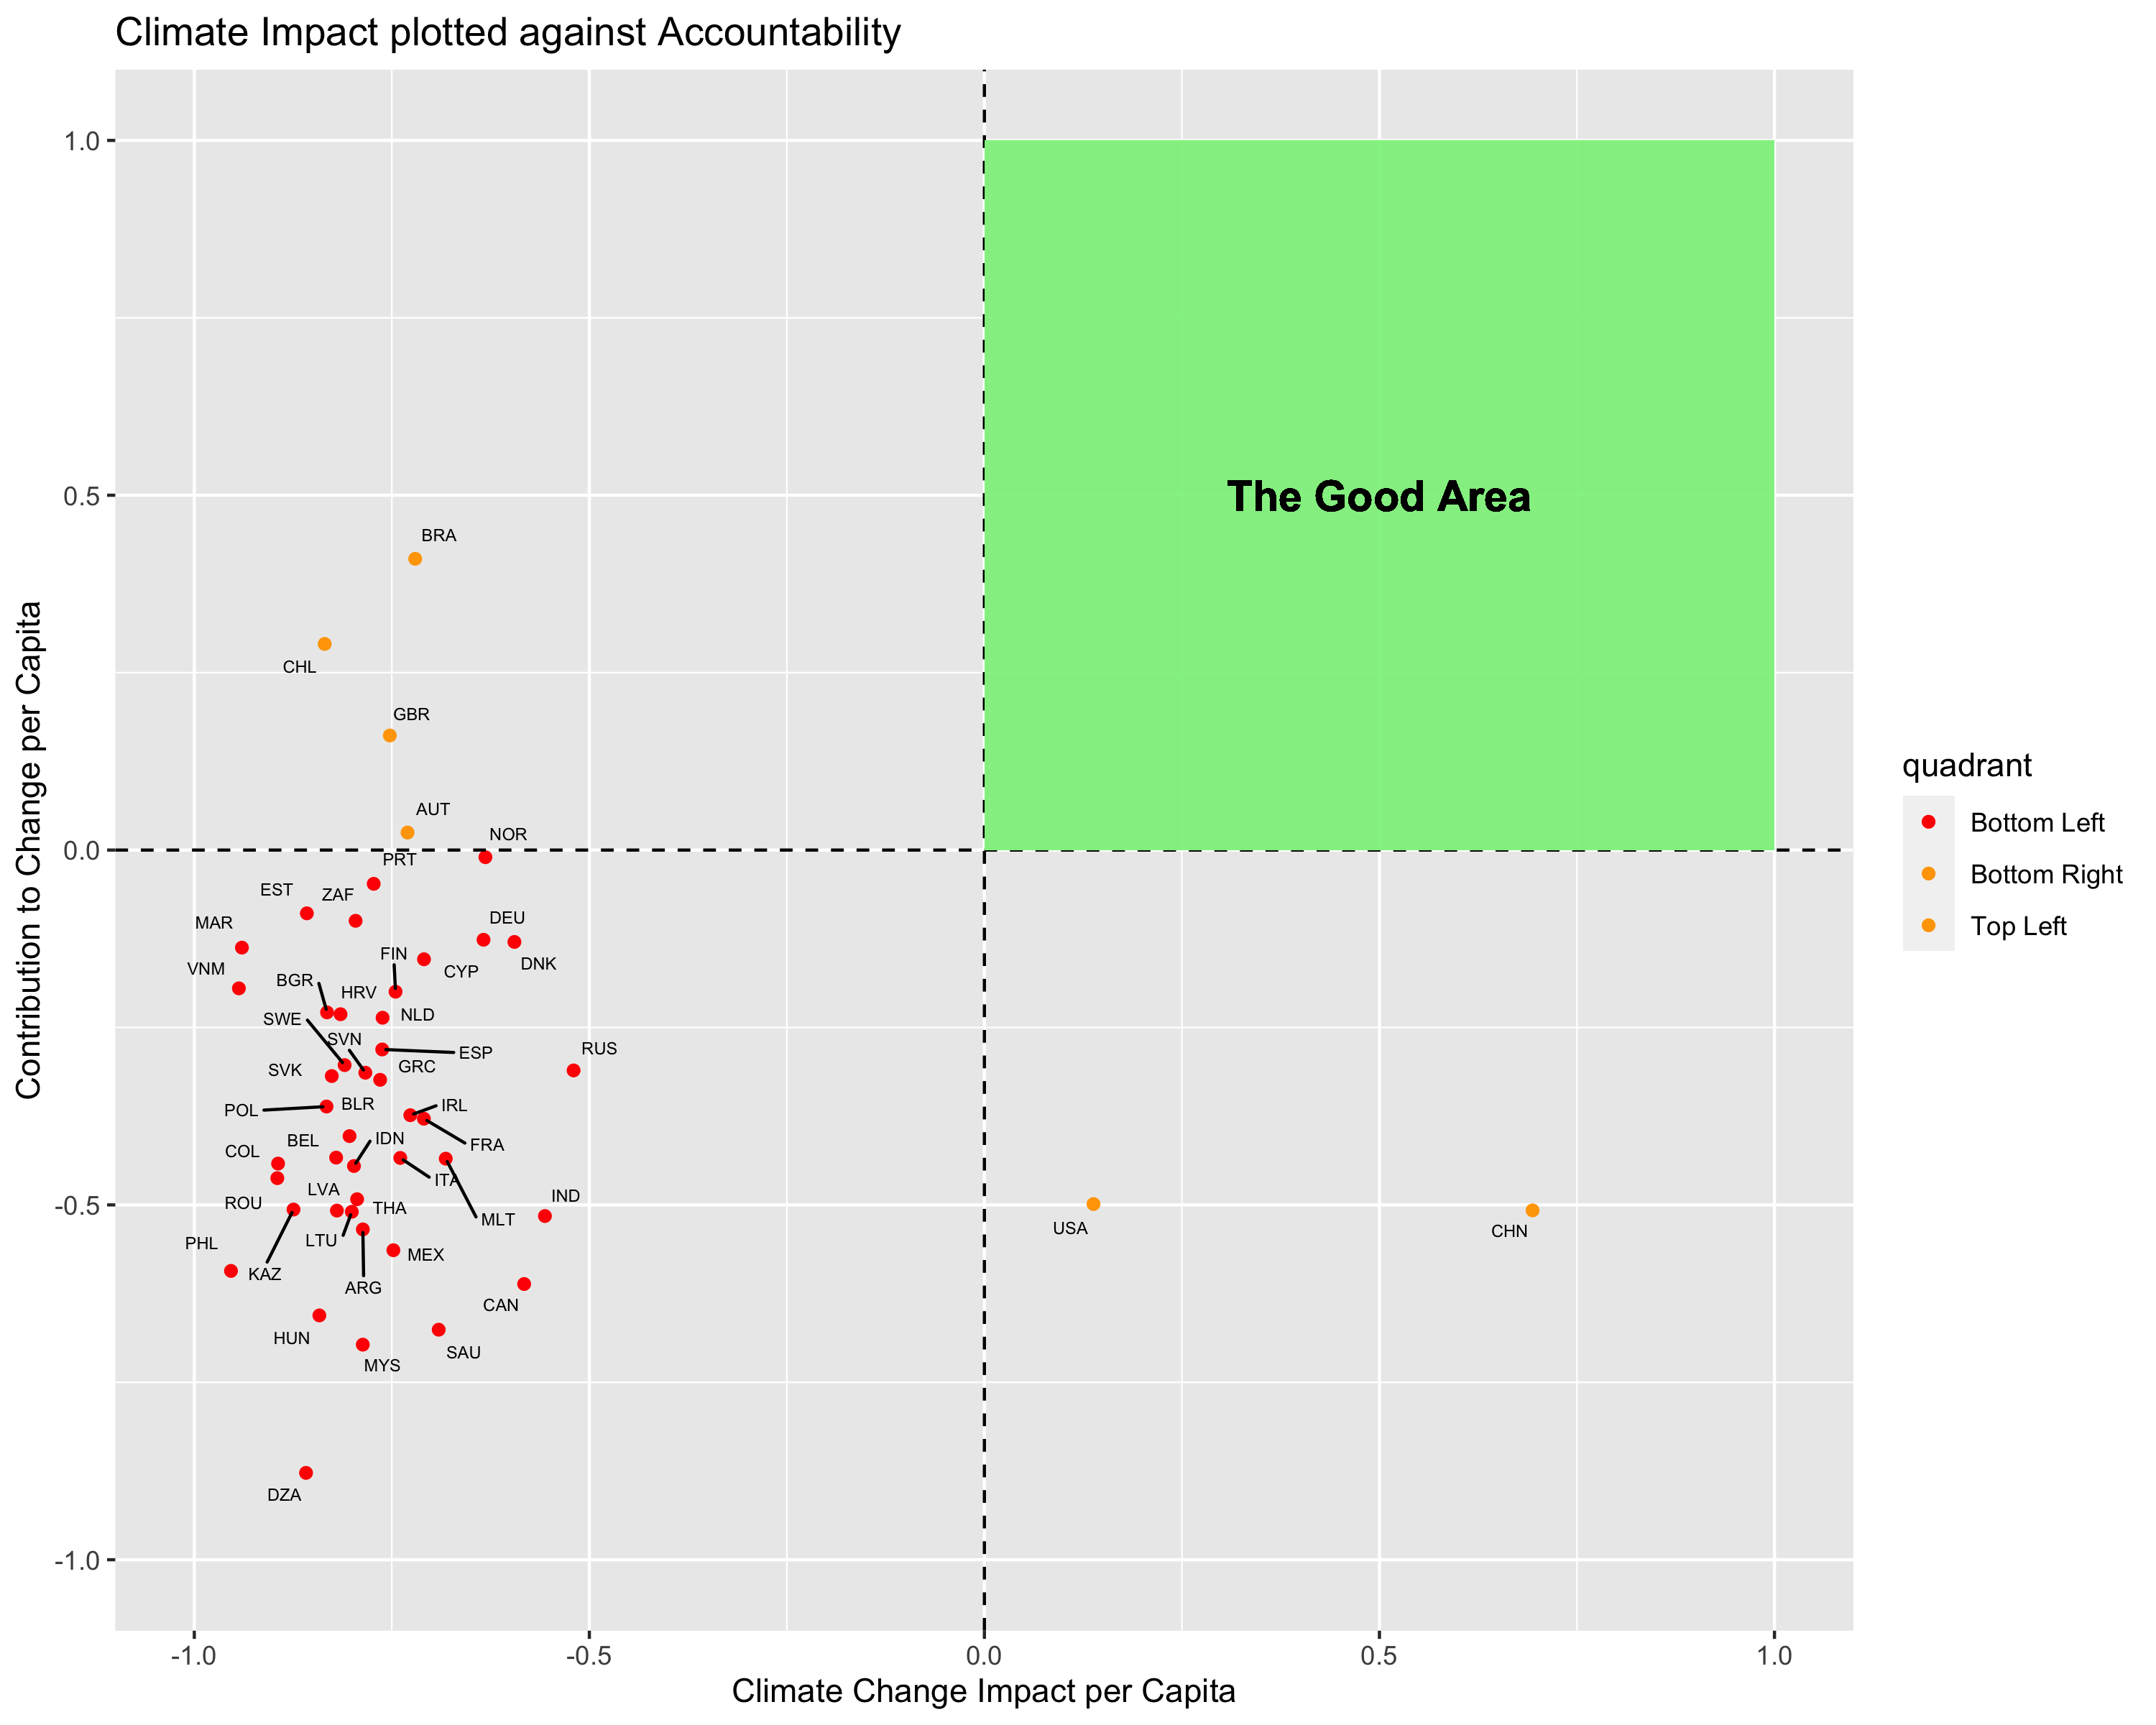 Climate Impact plotted against Accountability
Contribution to Change per Capita
1.0
0.5
0.0
-0.5
-1.0
The Good Area
BRA
CHL
GBR
AUT
NOR
PRT
EST
ZAF
MAR
DEU
FIN
CYP
DNK
VNM
BGR
HRV
NLD
SWE
SVN
ESP
RUS
GRC
SVK
BLR
IRL
POL
BEL
IDN
FRA
COL
ITA
LVA
IND
ROU
THA
MLT
USA
CHN
LTU
PHL
MEX
KAZ
ARG
CAN
HUN
SAU
MYS
DZA
quadrant
Bottom Left
Bottom Right
Top Left
-1.0
-0.5
0.0
0.5
1.0
Climate Change Impact per Capita